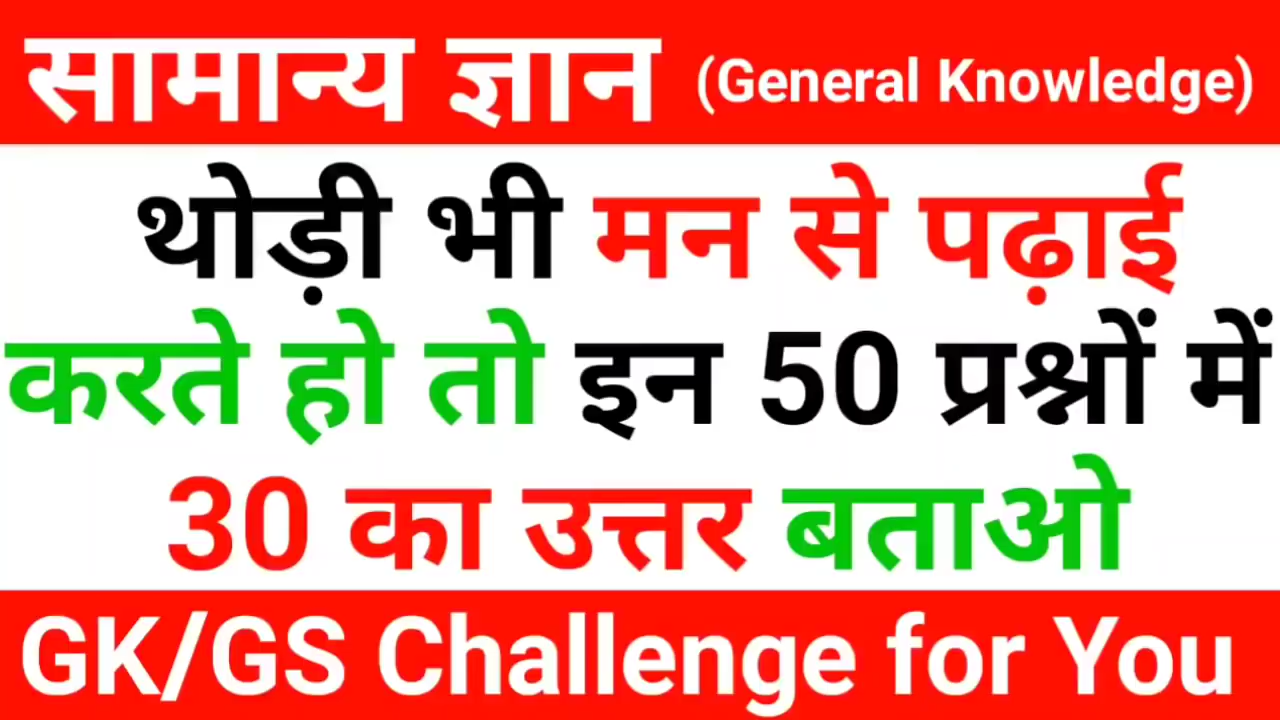 सामान्य ज्ञान (General Knowledge)
थोड़ी भी मन से पढ़ाई
करते हो तो इन 50 प्रश्नों में
30 का उत्तर बताओ
GK/GS Challenge for You